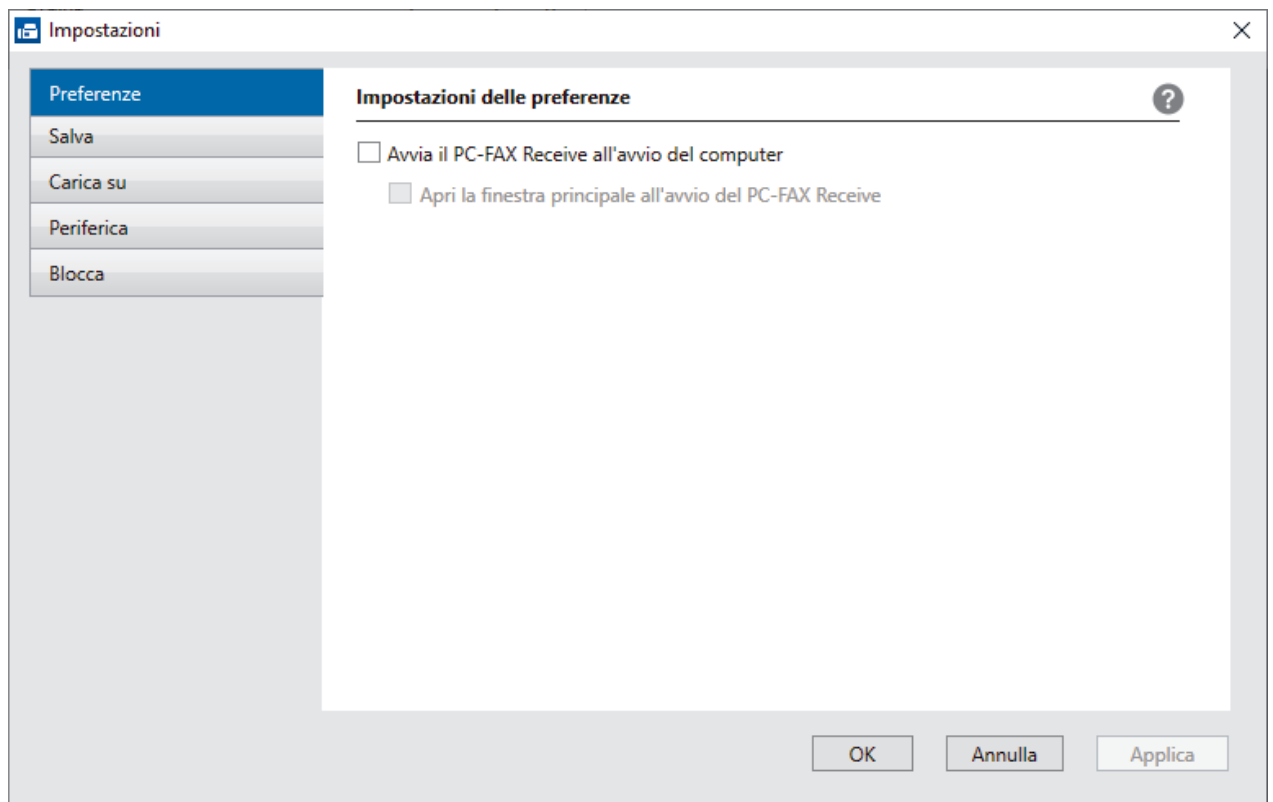 Impostazioni
Preferenze
Salva
Carica su
Periferica
Blocca
Impostazioni delle preferenze
?
Avvia il PC-FAX Receive all'avvio del computer
Apri la finestra principale all'avvio del PC-FAX Receive
OK
Annulla
Applica